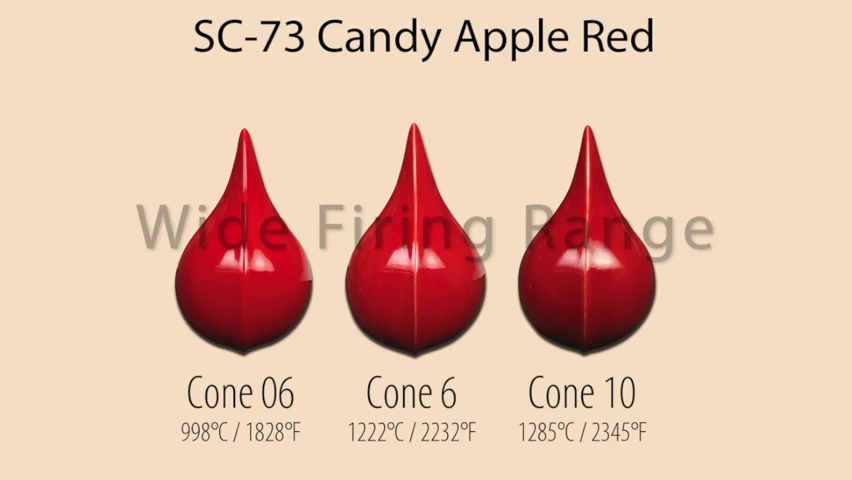 SC-73 Candy Apple Red
Wide Firing Range
Cone 06
998°C / 1828°F
Cone 6
1222°C / 2232°F
Cone 10
1285°C / 2345°F